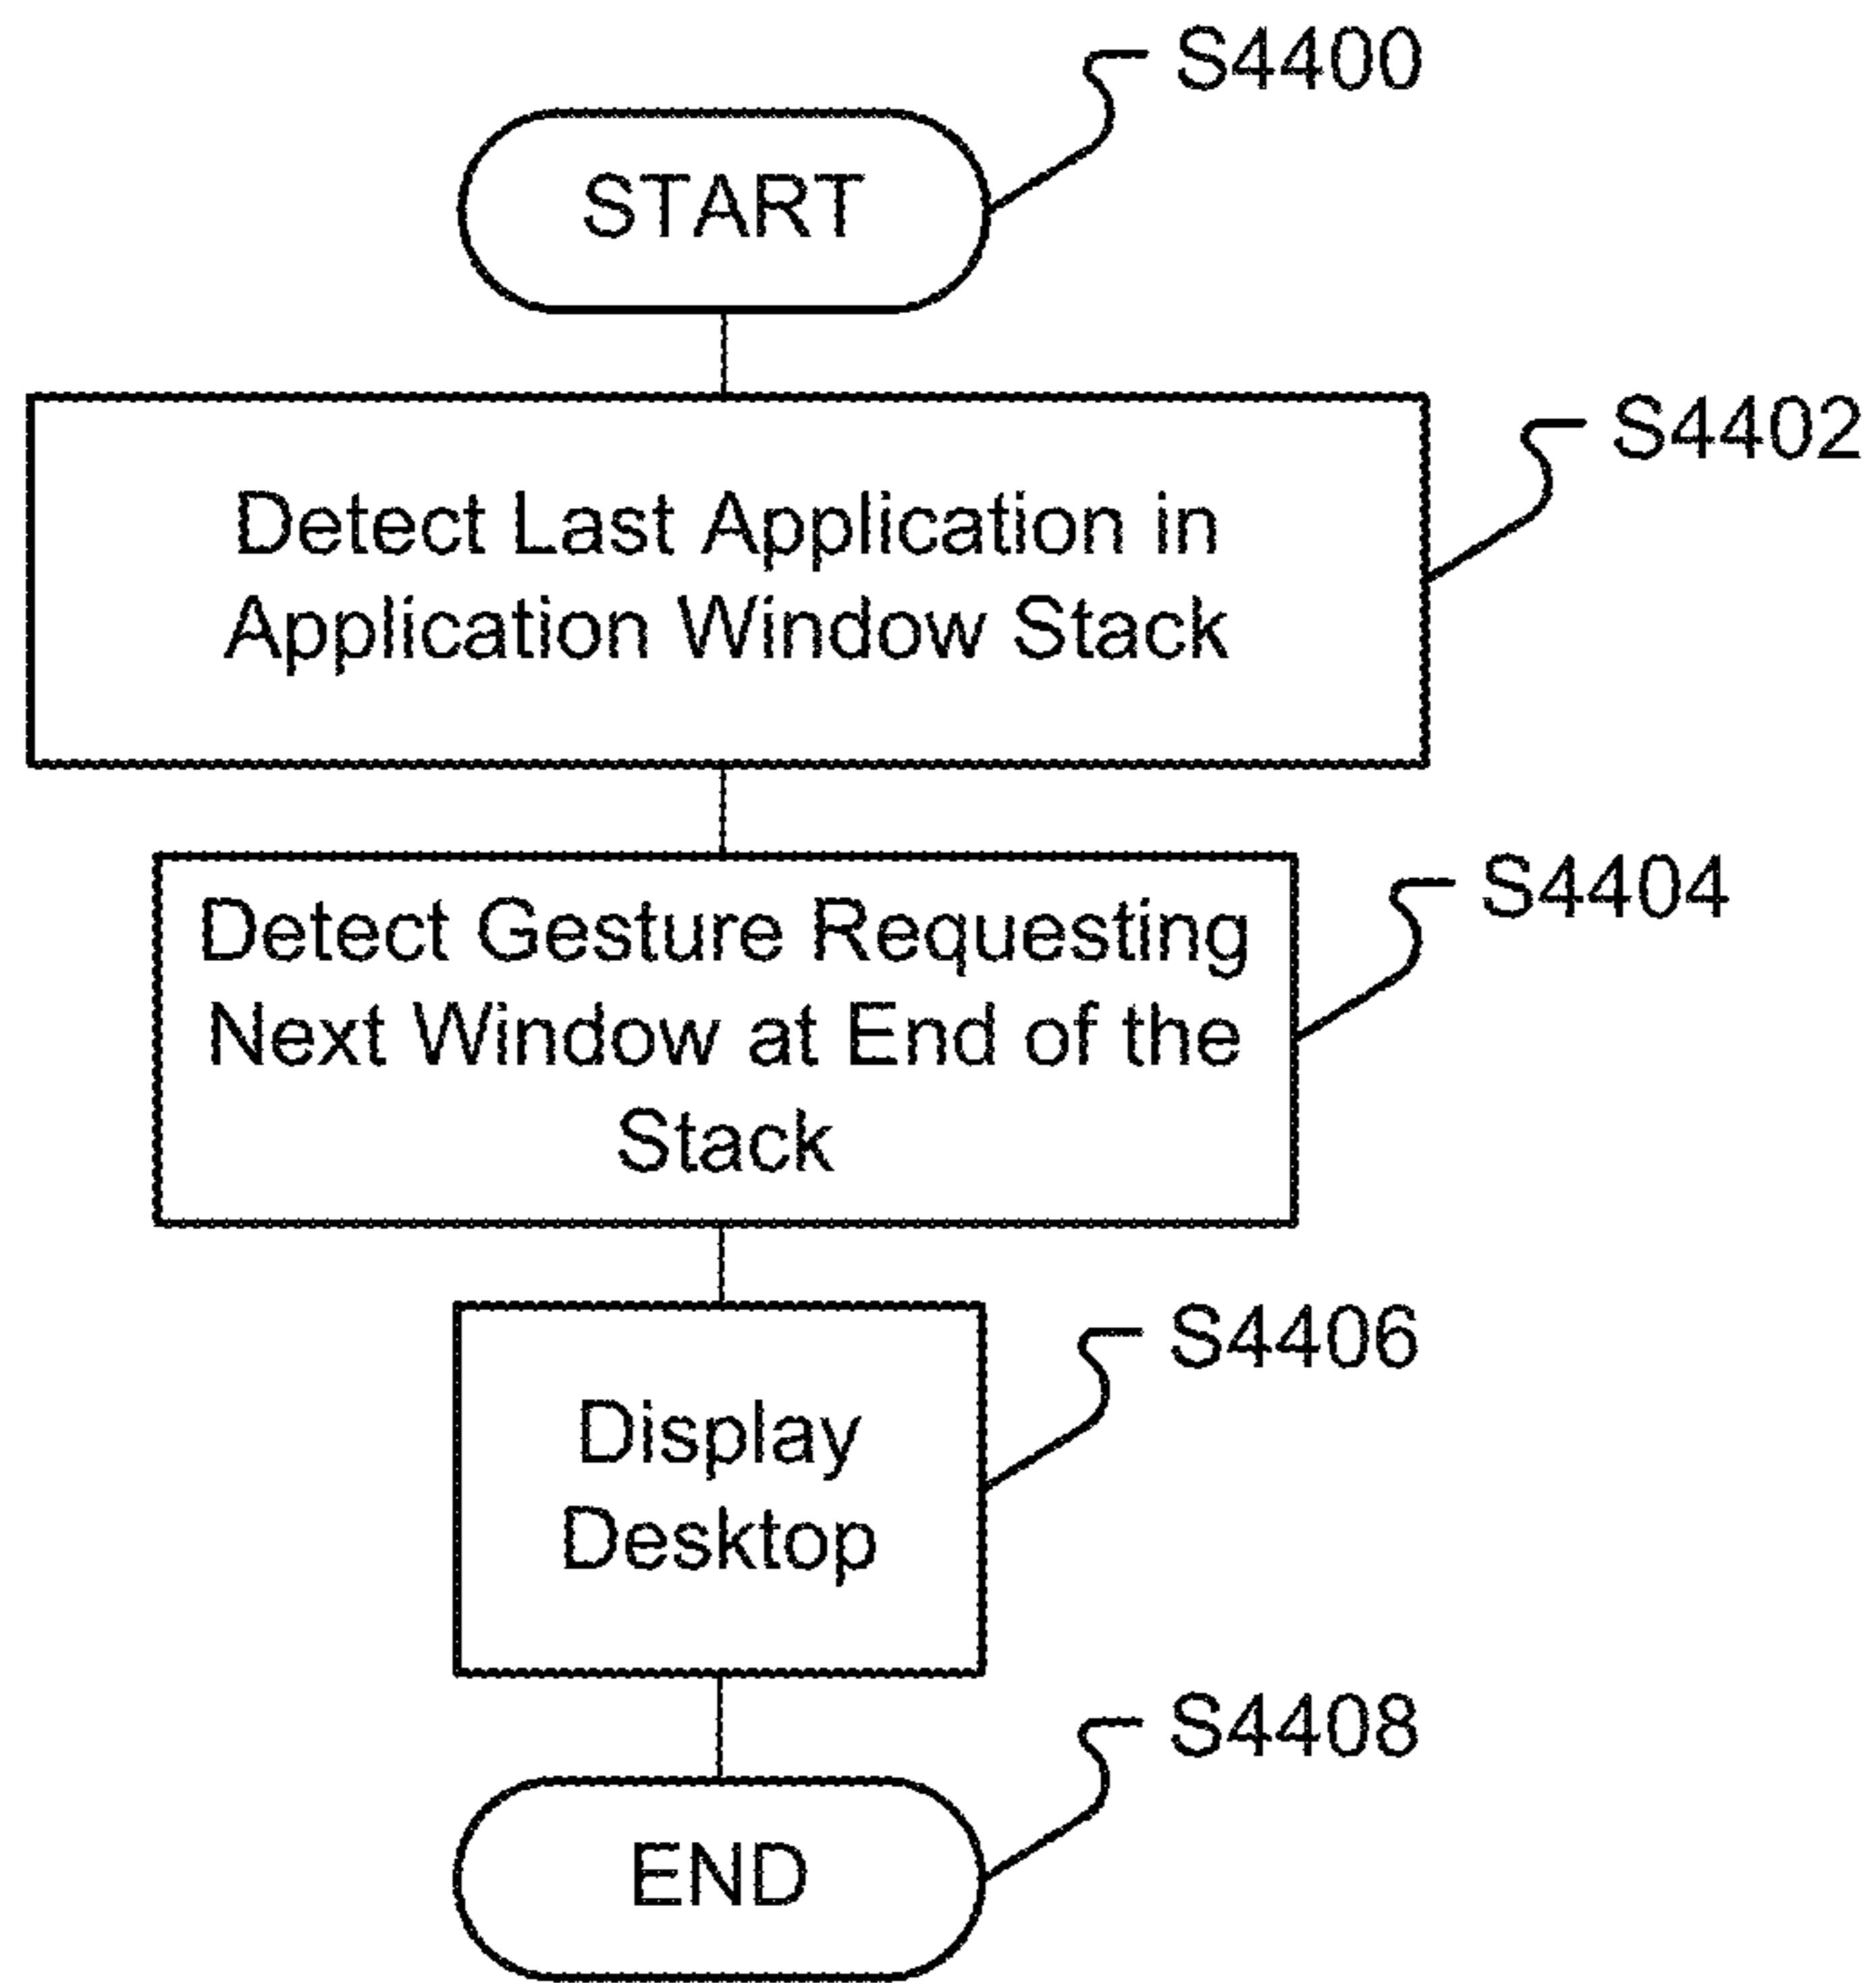 S4400
START
S4402
Detect Last Application in
Application Window Stack
S4404
Detect Gesture Requesting
Next Window at End of the
Stack
S4406
Display
Desktop
S4408
END